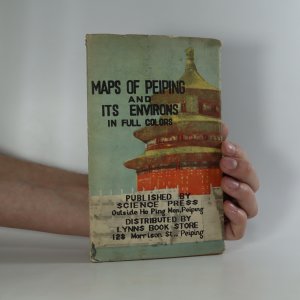 MAPS OF PEIPING
AND
ITS ENVIRONS
IN FULL COLORS
PUBLISHED BY
SCIENCE PRESS
Outside Ho Ping Men, Peiping
DISTRIBUTED BY
LYNNS BOOK STORE
128 Morrison St., Peiping